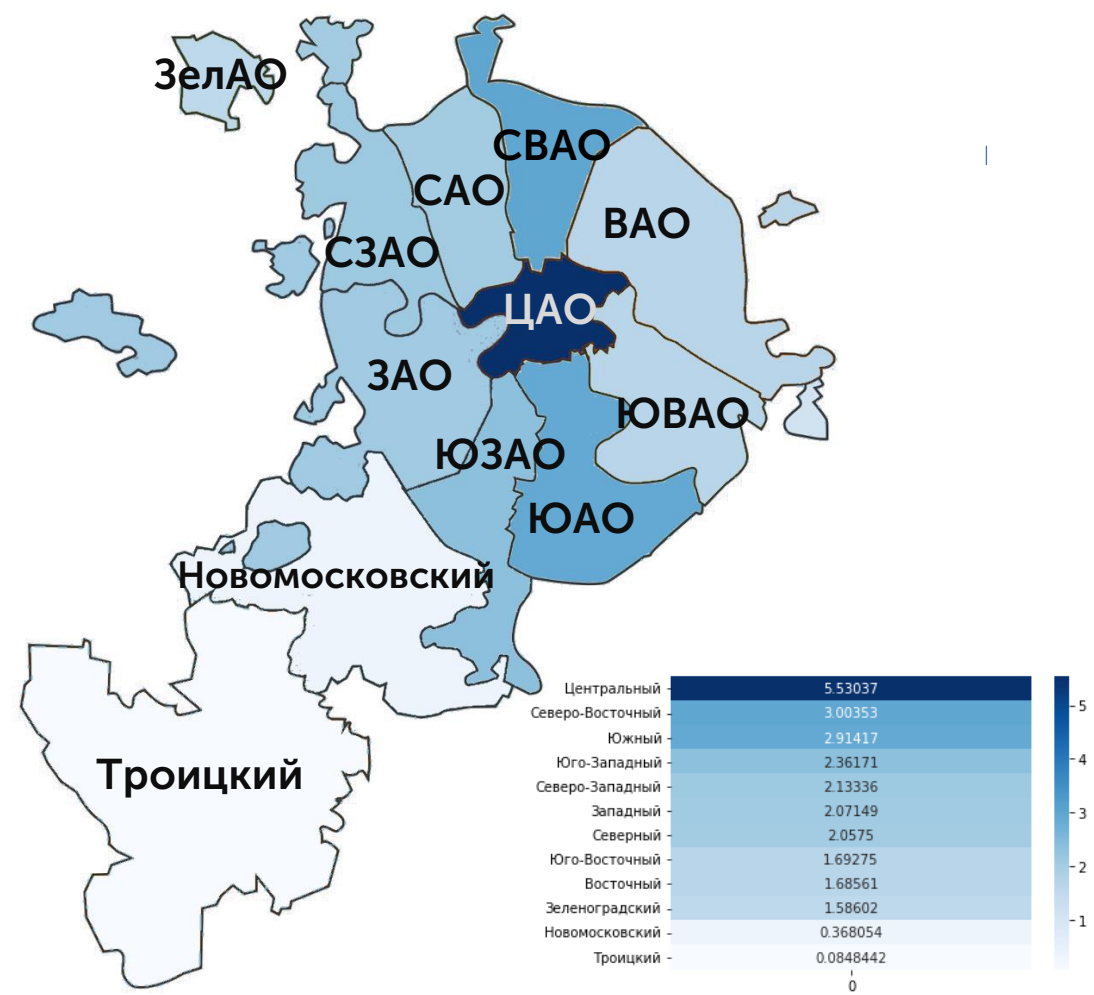 ЗелАО
СВАО
САО
ВАО
СЗАО
ЦАО
ЗАО
ЮВАО
ЮЗАО
ЮАО
Новомосковский
Троицкий
Центральный 5.53037
Северо-Восточный 3.00353
Южный 2.91417
Юго-Западный 2.36171
Северо-Западный 2.13336
Западный 2.07149
Северный 2.0575
Юго-Восточный 1.69275
Восточный 1.68561
Зеленоградский 1.58602
Новомосковский 0.368054
Троицкий 0.0848442
0
5
4
3
2
1